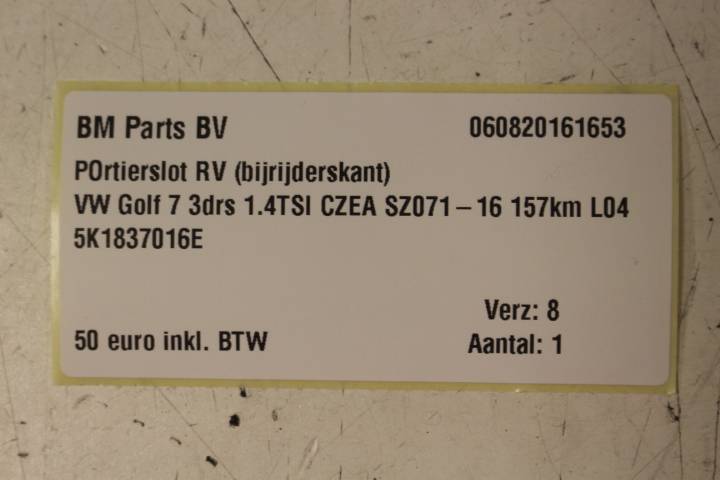 BM Parts BV 060820161653
POrtierslot RV (bijrijderskant)
VW Golf 7 3drs 1.4TSI CZEA SZ071-16 157km L04
5K1837016E
Verz: 8
50 euro inkl. BTW Aantal: 1